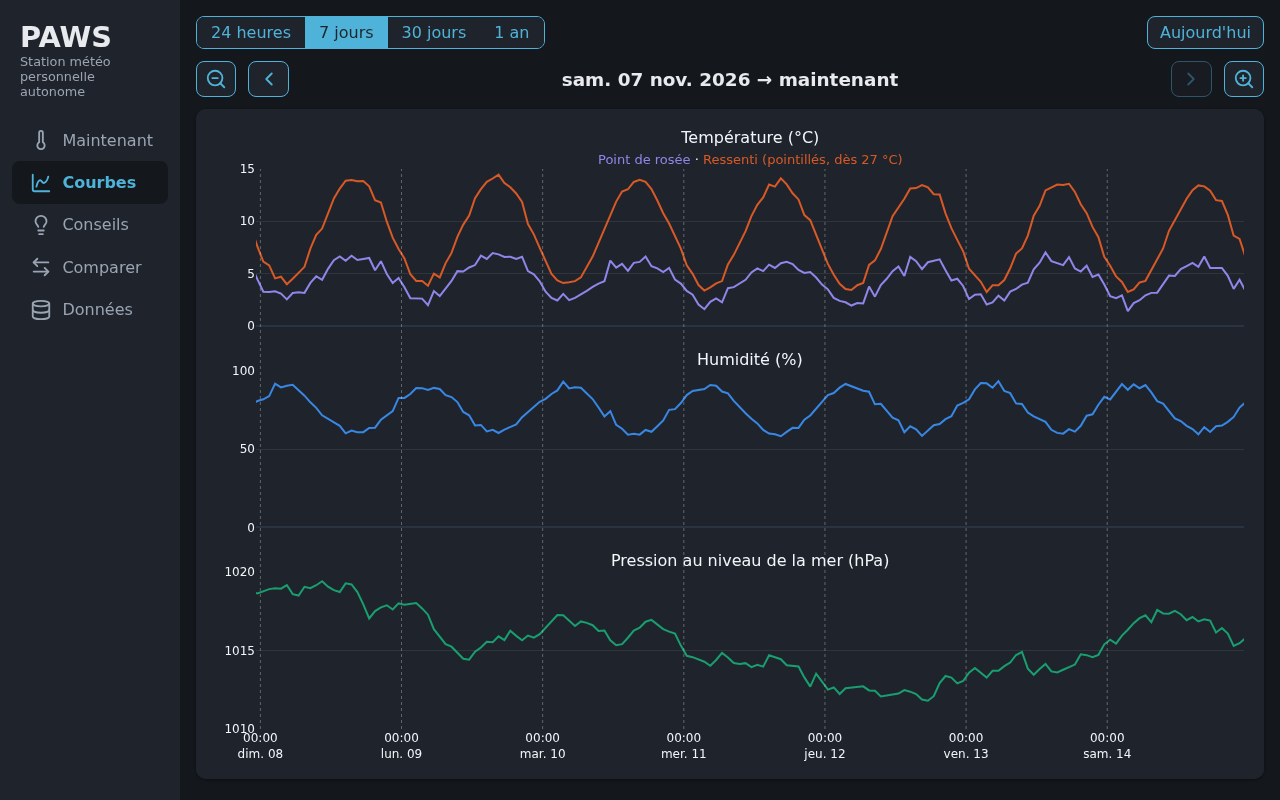 PAWS
Station météo
personnelle
autonome
Maintenant
Courbes
Conseils
Comparer
Données
24 heures
7 jours
30 jours
1 an
Aujourd'hui
sam. 07 nov. 2026 → maintenant
Température (°C)
Point de rosée · Ressenti (pointillés, dès 27 °C)
15
10
5
0
Humidité (%)
100
50
0
Pression au niveau de la mer (hPa)
1020
1015
1010
00:00 00:00 00:00 00:00 00:00 00:00 00:00
dim. 08 lun. 09 mar. 10 mer. 11 jeu. 12 ven. 13 sam. 14